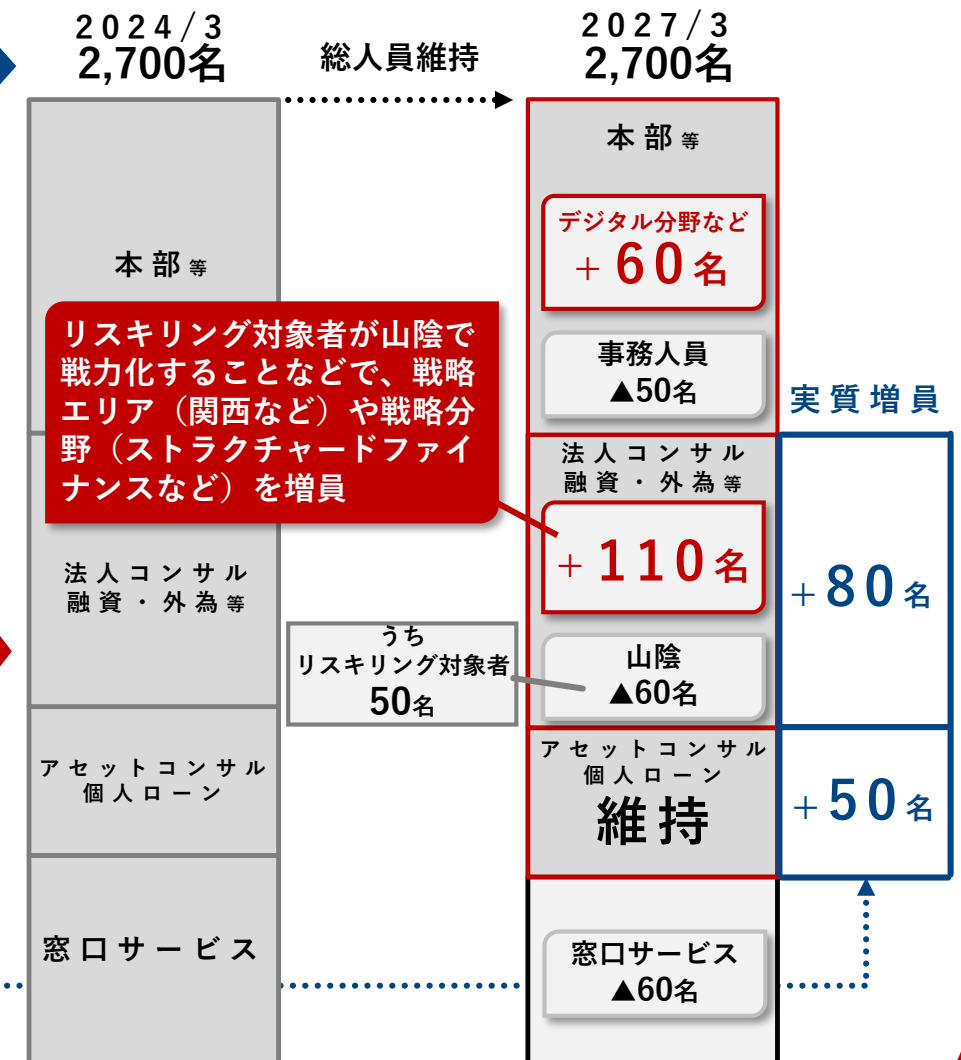 2024/3
2,700名
総人員維持
2027/3
2,700名
本部等
リスキリング対象者が山陰で
戦力化することなどで、戦略
エリア（関西など）や戦略分
野（ストラクチャードファイ
ナンスなど）を増員
法人コンサル
融資・外為等
アセットコンサル
個人ローン
窓口サービス
うち
リスキリング対象者
50名
本部等
デジタル分野など
+60名
事務人員
▲50名
法人コンサル
融資・外為等
+110名
山陰
▲60名
アセットコンサル
個人ローン
維持
窓口サービス
▲60名
実質増員
+80名
+50名